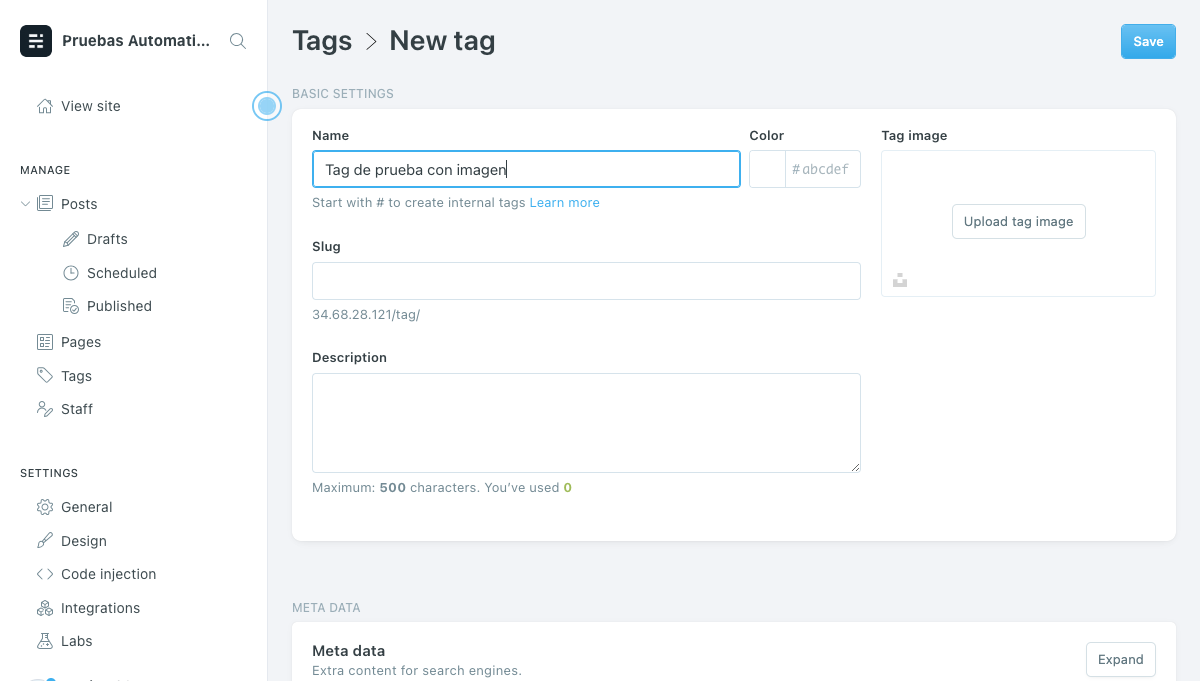 Pruebas Automati...
View site
MANAGE
Posts
Drafts
Scheduled
Published
Pages
Tags
Staff
SETTINGS
General
Design
Code injection
Integrations
Labs
Tags > New tag
Save
BASIC SETTINGS
Name
Tag de prueba con imagen
Start with # to create internal tags Learn more
Color
#abcdef
Tag image
Upload tag image
Slug
34.68.28.121/tag/
Description
Maximum: 500 characters. You’ve used 0
META DATA
Meta data
Extra content for search engines.
Expand